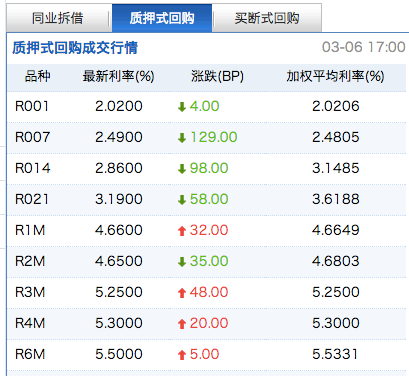 同业拆借 质押式回购 买断式回购
质押式回购成交行情 03-06 17:00
品种 最新利率(%) 涨跌(BP) 加权平均利率(%)
R001 2.0200 ↓4.00 2.0206
R007 2.4900 ↓129.00 2.4805
R014 2.8600 ↓98.00 3.1485
R021 3.1900 ↓58.00 3.6188
R1M 4.6600 ↑32.00 4.6649
R2M 4.6500 ↓35.00 4.6803
R3M 5.2500 ↑48.00 5.2500
R4M 5.3000 ↑20.00 5.3000
R6M 5.5000 ↑5.00 5.5331